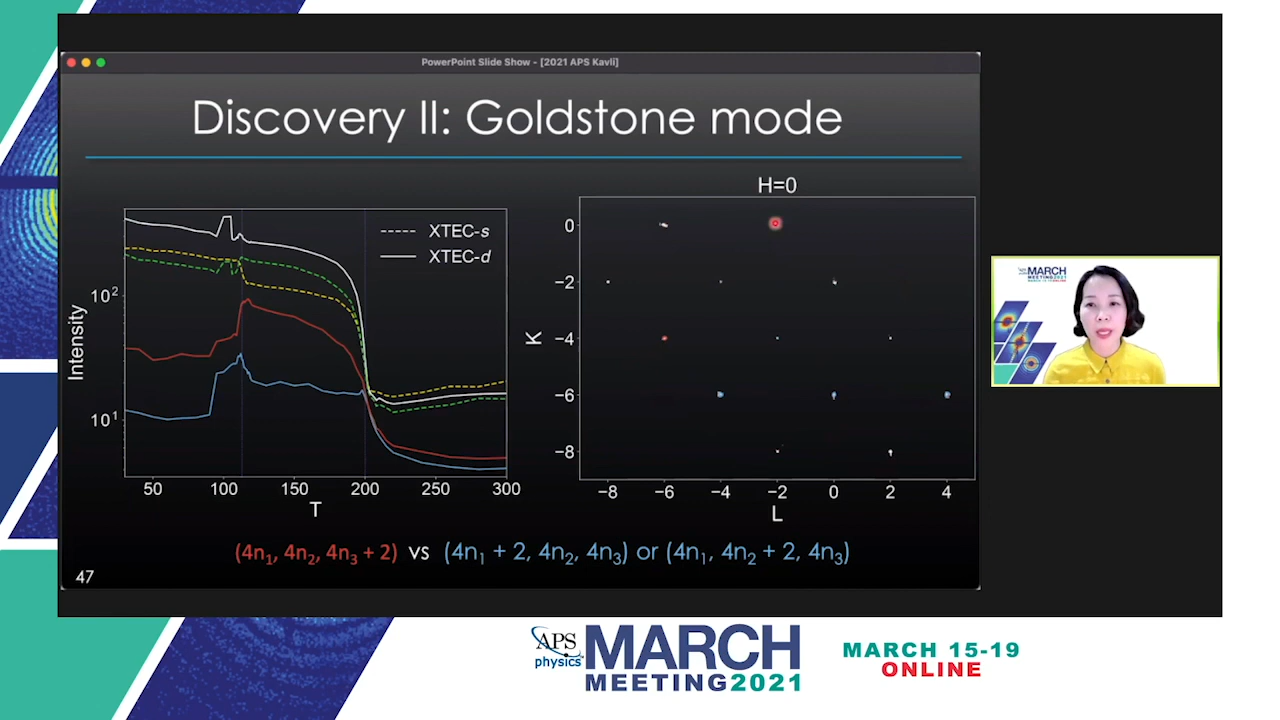 PowerPoint Slide Show - [2021 APS Kavli]
Discovery II: Goldstone mode
XTEC-s
XTEC-d
Intensity
10²
10¹
50 100 150 200 250 300
T
H=0
K
0
−2
−4
−6
−8
−8 −6 −4 −2 0 2 4
L
(4n₁, 4n₂, 4n₃ + 2) vs (4n₁ + 2, 4n₂, 4n₃) or (4n₁, 4n₂ + 2, 4n₃)
47
MARCH
MEETING2021
APS
physics
MARCH
MEETING2021
MARCH 15-19
ONLINE